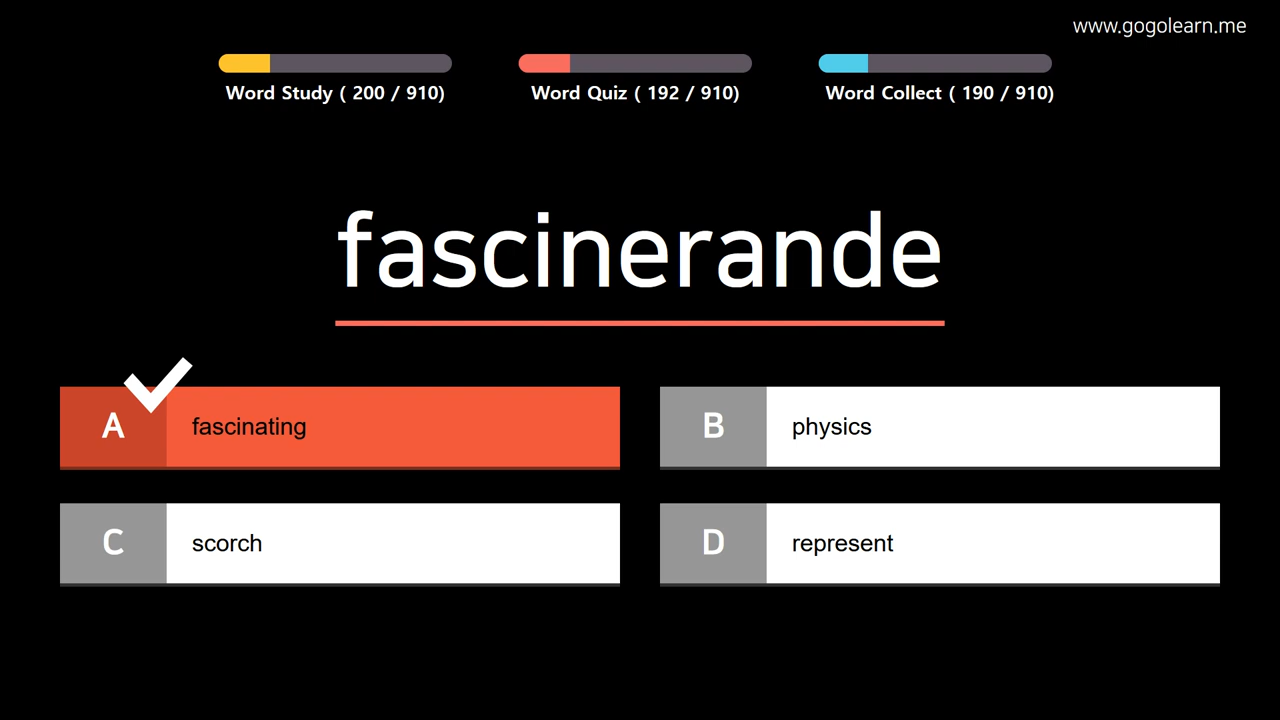 www.gogolearn.me
Word Study ( 200 / 910)
Word Quiz ( 192 / 910)
Word Collect ( 190 / 910)
fascinerande
A fascinating
B physics
C scorch
D represent